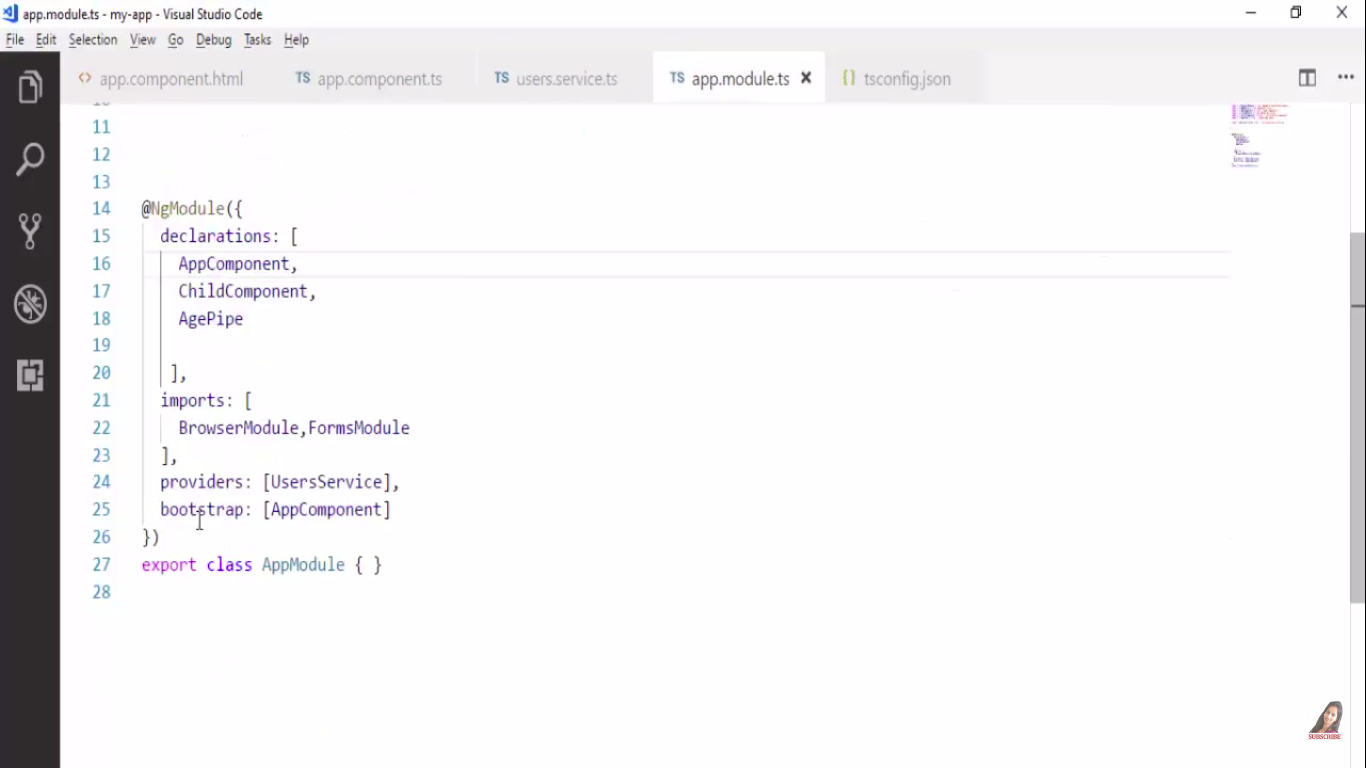 app.module.ts - my-app - Visual Studio Code
File Edit Selection View Go Debug Tasks Help
<> app.component.html TS app.component.ts TS users.service.ts TS app.module.ts × {} tsconfig.json ...
10
11
12
13
14 @NgModule({
15 declarations: [
16 AppComponent,
17 ChildComponent,
18 AgePipe
19
20 ],
21 imports: [
22 BrowserModule,FormsModule
23 ],
24 providers: [UsersService],
25 bootstrap: [AppComponent]
26 })
27 export class AppModule { }
28
SUBSCRIBE